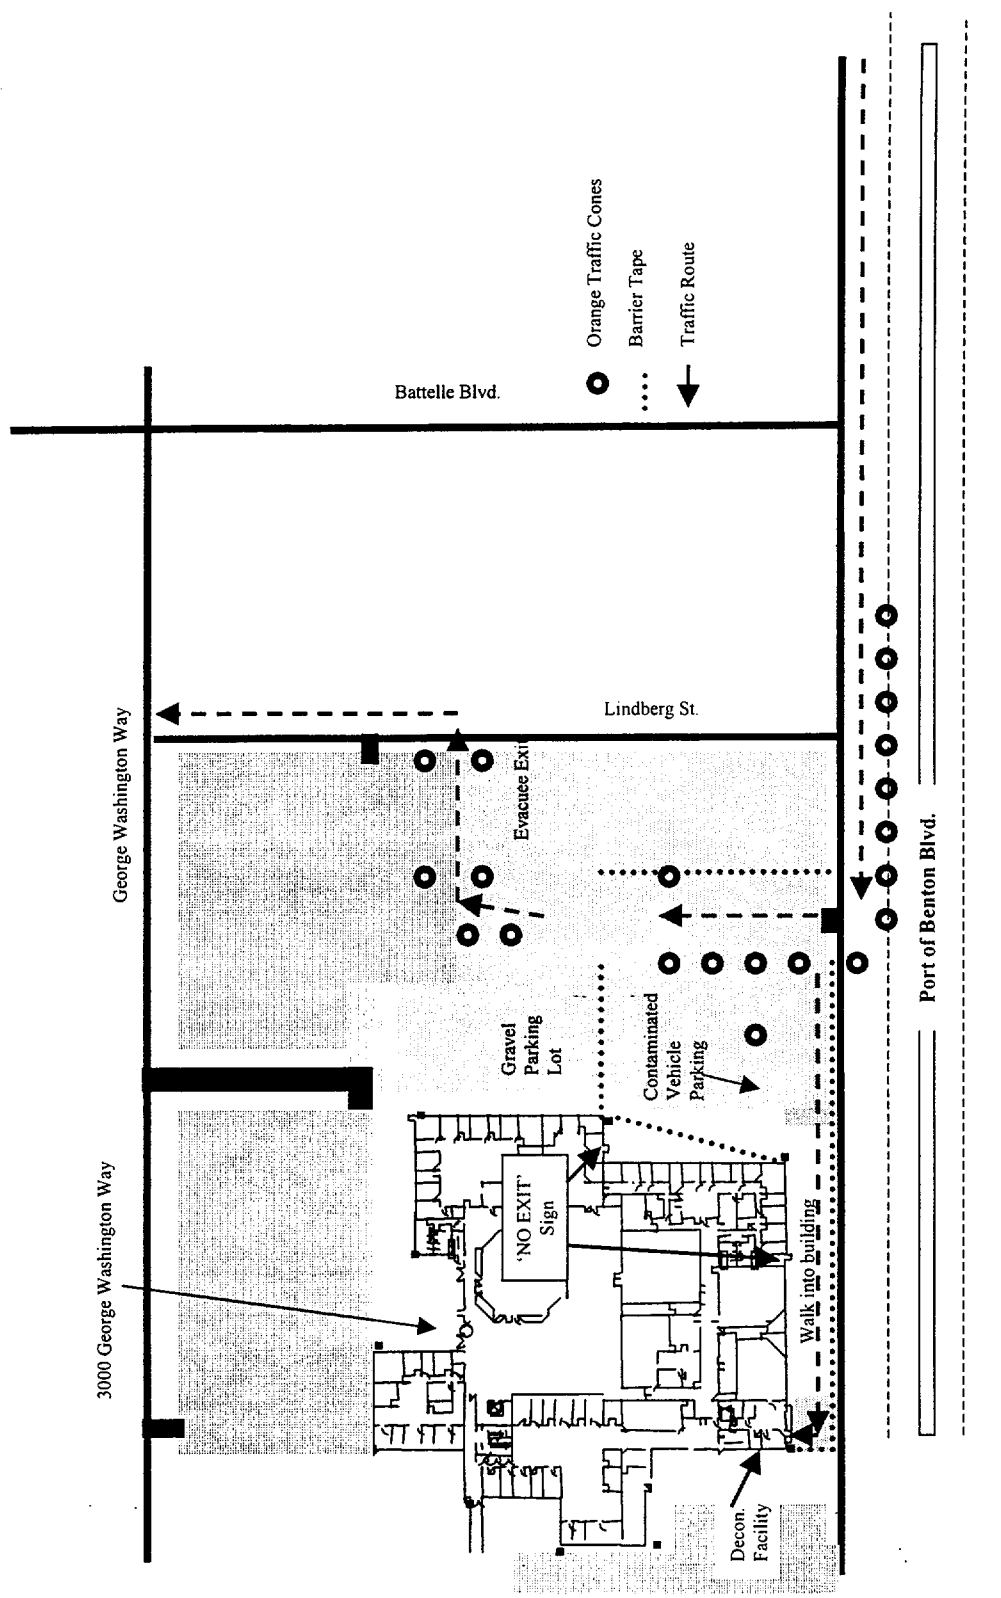 3000 George Washington Way
George Washington Way
Battelle Blvd.
Orange Traffic Cones
Barrier Tape
Traffic Route
Lindberg St.
Evacuee Exit
Gravel
Parking
Lot
Contaminated
Vehicle
Parking
'NO EXIT'
Sign
Walk into building
Decon.
Facility
Port of Benton Blvd.